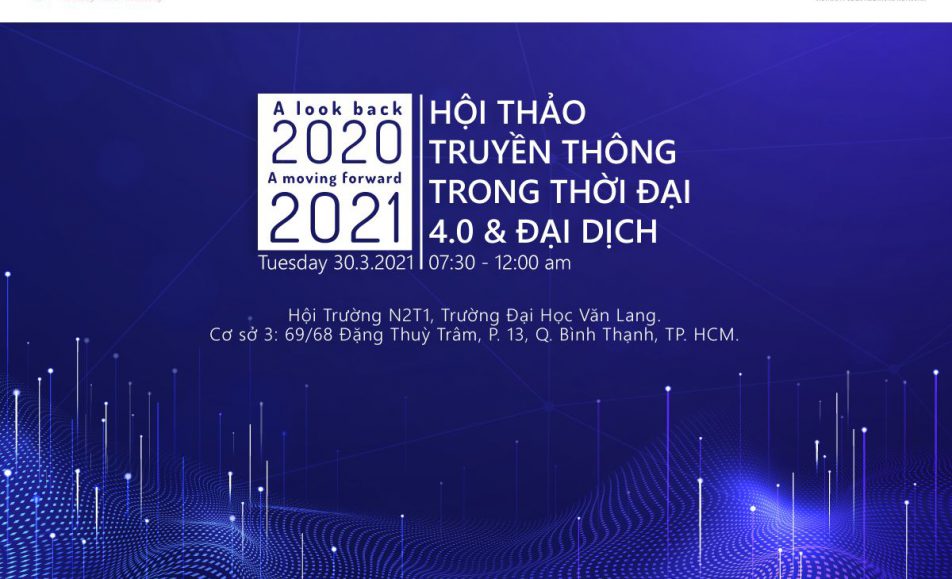 A look back
2020
A moving forward
2021
Tuesday 30.3.2021
HỘI THẢO
TRUYỀN THÔNG
TRONG THỜI ĐẠI
4.0 & ĐẠI DỊCH
07:30 - 12:00 am
Hội Trường N2T1, Trường Đại Học Văn Lang.
Cơ sở 3: 69/68 Đặng Thuỳ Trâm, P. 13, Q. Bình Thạnh, TP. HCM.